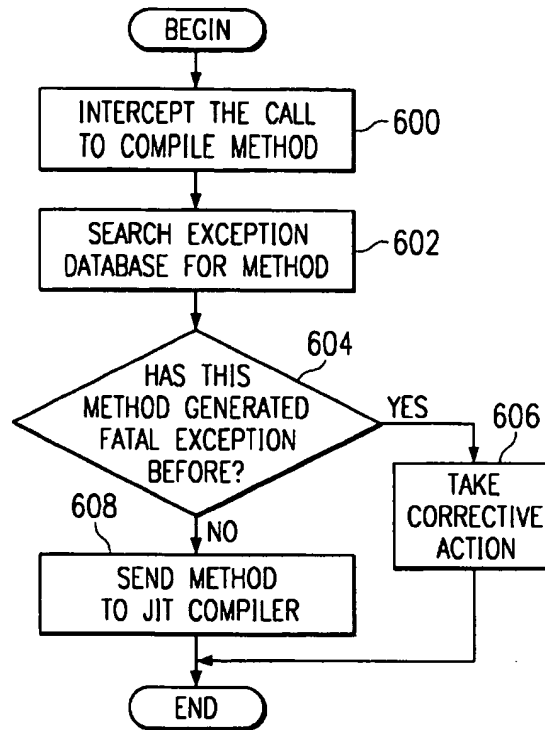 BEGIN
INTERCEPT THE CALL
TO COMPILE METHOD
600
SEARCH EXCEPTION
DATABASE FOR METHOD
602
604
HAS THIS
METHOD GENERATED
FATAL EXCEPTION
BEFORE?
YES
606
TAKE
CORRECTIVE
ACTION
608
NO
SEND METHOD
TO JIT COMPILER
END